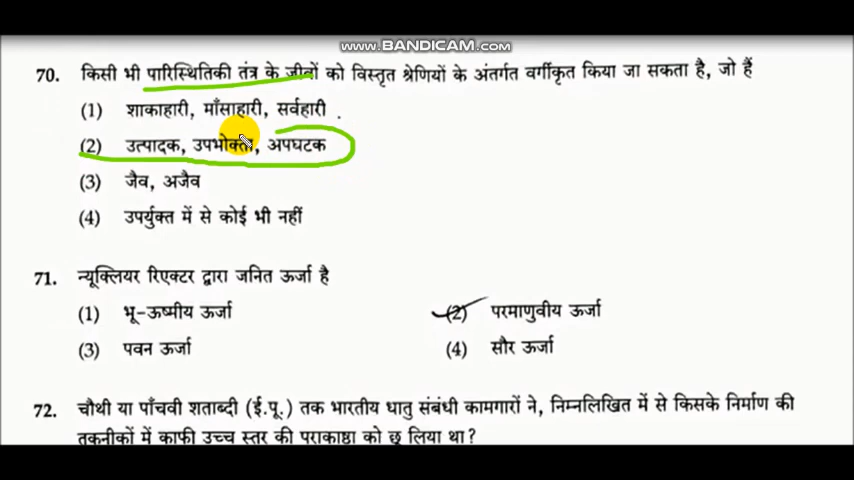 www.BANDICAM.com
70. किसी भी पारिस्थितिकी तंत्र के जीवों को विस्तृत श्रेणियों के अंतर्गत वर्गीकृत किया जा सकता है, जो हैं
(1) शाकाहारी, माँसाहारी, सर्वहारी .
(2) उत्पादक, उपभोक्ता, अपघटक
(3) जैव, अजैव
(4) उपर्युक्त में से कोई भी नहीं
71. न्यूक्लियर रिएक्टर द्वारा जनित ऊर्जा है
(1) भू-ऊष्मीय ऊर्जा (2) परमाणुवीय ऊर्जा
(3) पवन ऊर्जा (4) सौर ऊर्जा
72. चौथी या पाँचवी शताब्दी (ई.पू.) तक भारतीय धातु संबंधी कामगारों ने, निम्नलिखित में से किसके निर्माण की
तकनीकों में काफी उच्च स्तर की पराकाष्ठा को छू लिया था?